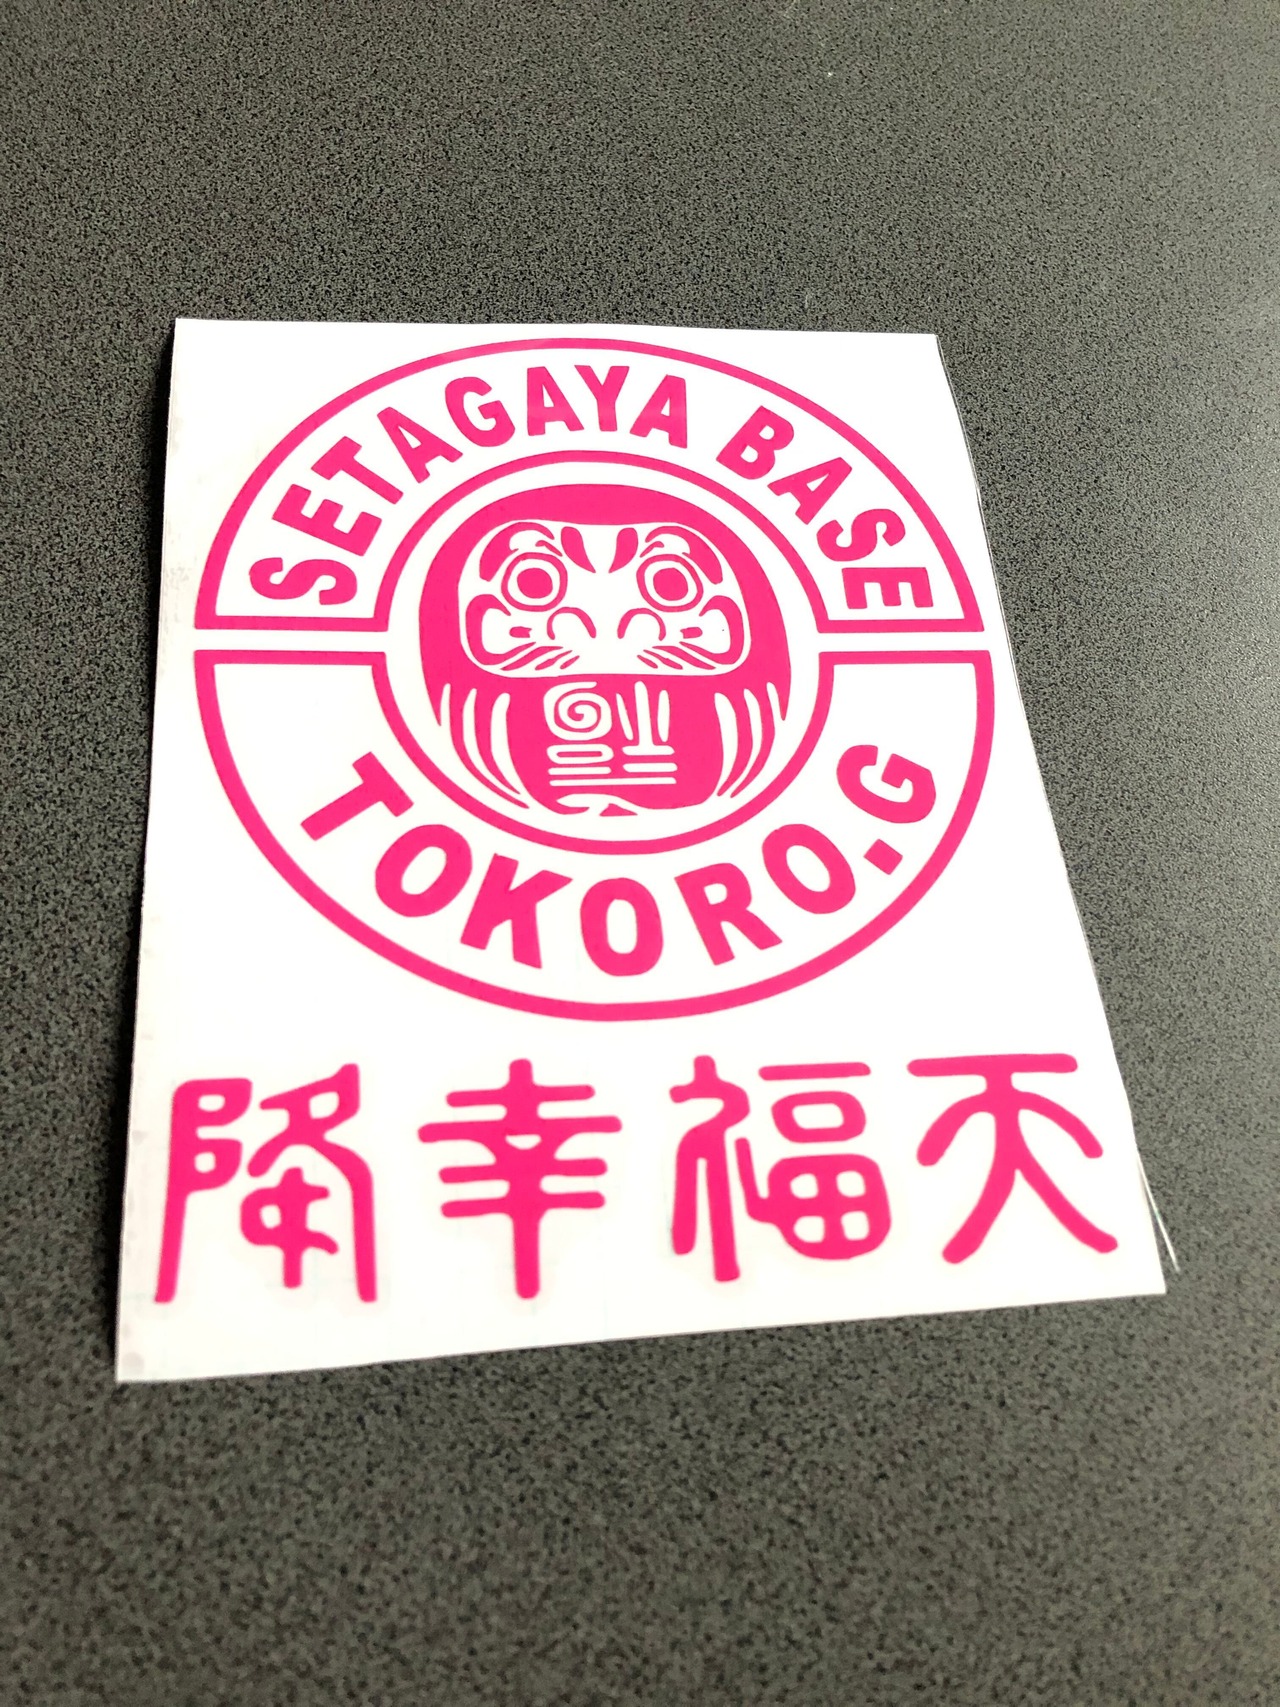 SETAGAYA BASE
TOKORO.G
降幸福天